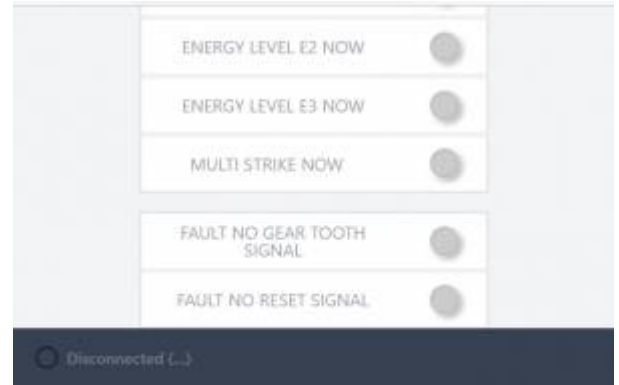 ENERGY LEVEL E2 NOW
ENERGY LEVEL E3 NOW
MULTI STRIKE NOW
FAULT NO GEAR TOOTH
SIGNAL
FAULT NO RESET SIGNAL
Disconnected (...)